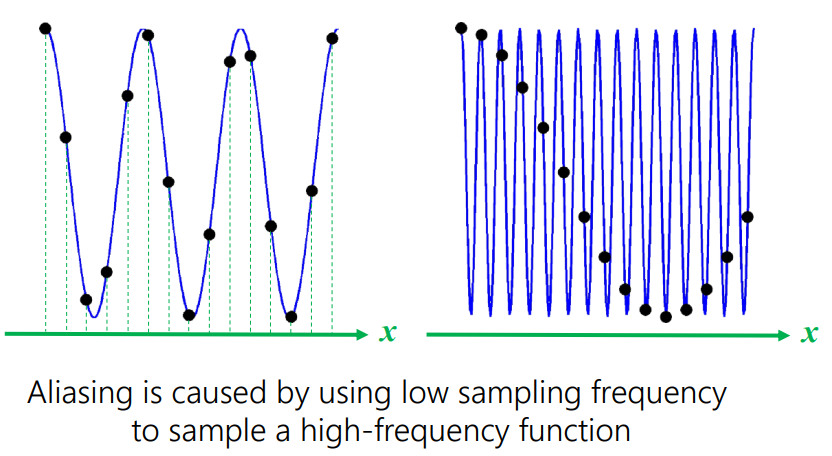 x
x
Aliasing is caused by using low sampling frequency
to sample a high-frequency function